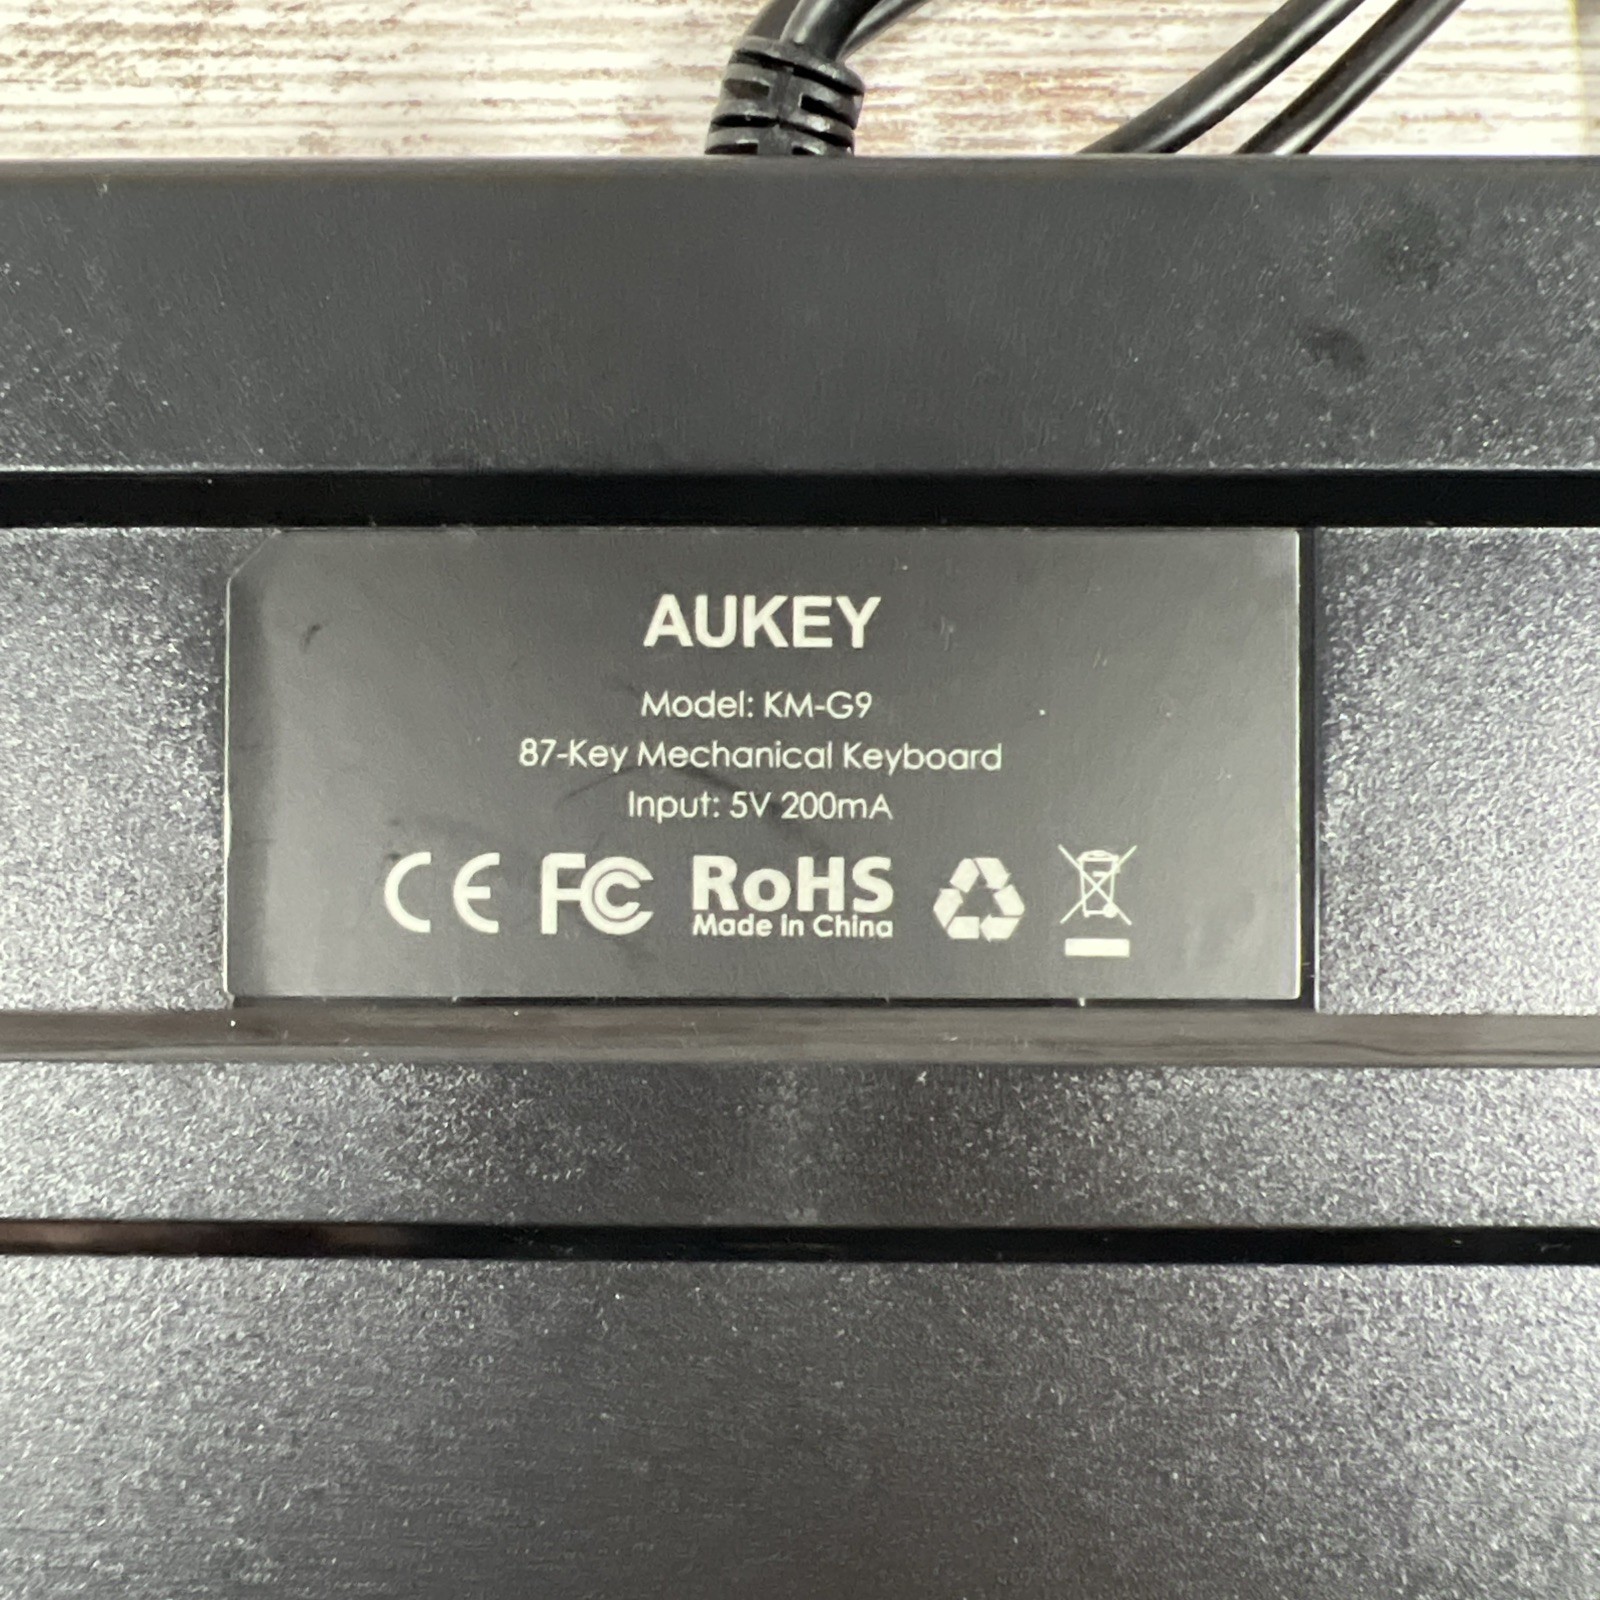 AUKEY
Model: KM-G9
87-Key Mechanical Keyboard
Input: 5V 200mA
CE FC RoHS
Made In China